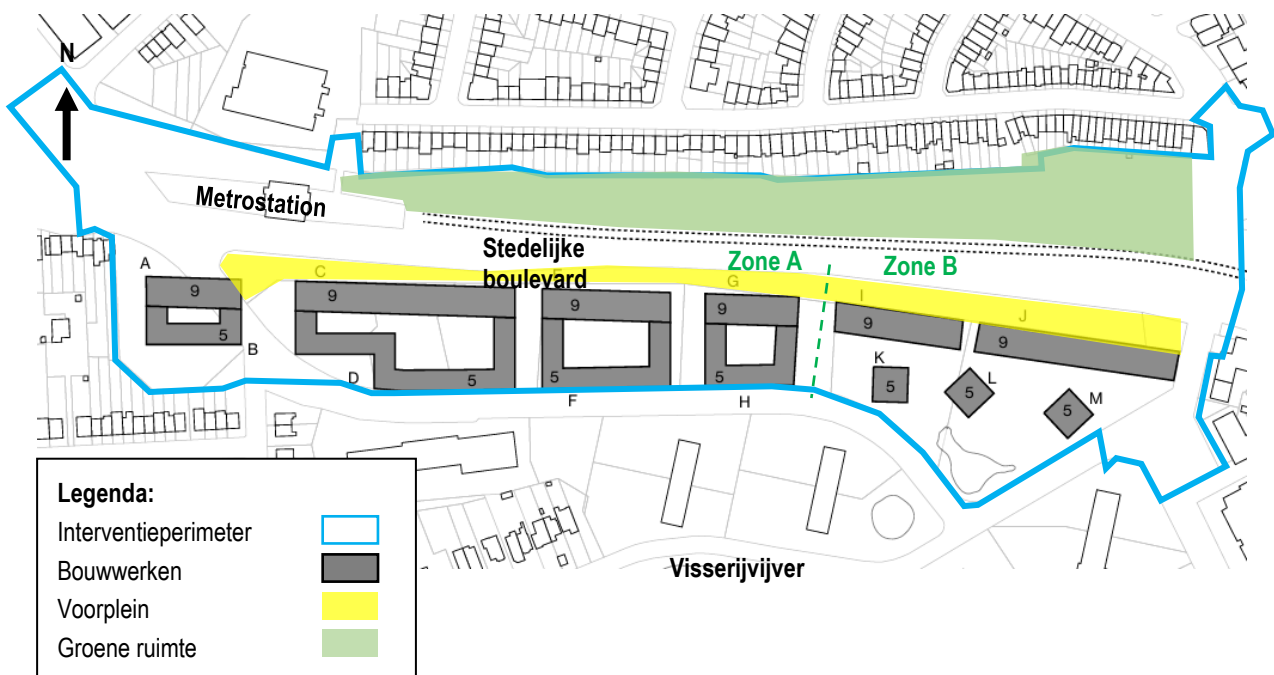 N
Metrostation
Stedelijke
boulevard
Zone A
Zone B
A
9
5
B
C
9
D
5
E
9
5
F
G
9
5
H
I
9
J
9
K
5
L
5
M
5
Visserijvijver
Legenda:
Interventieperimeter
Bouwwerken
Voorplein
Groene ruimte